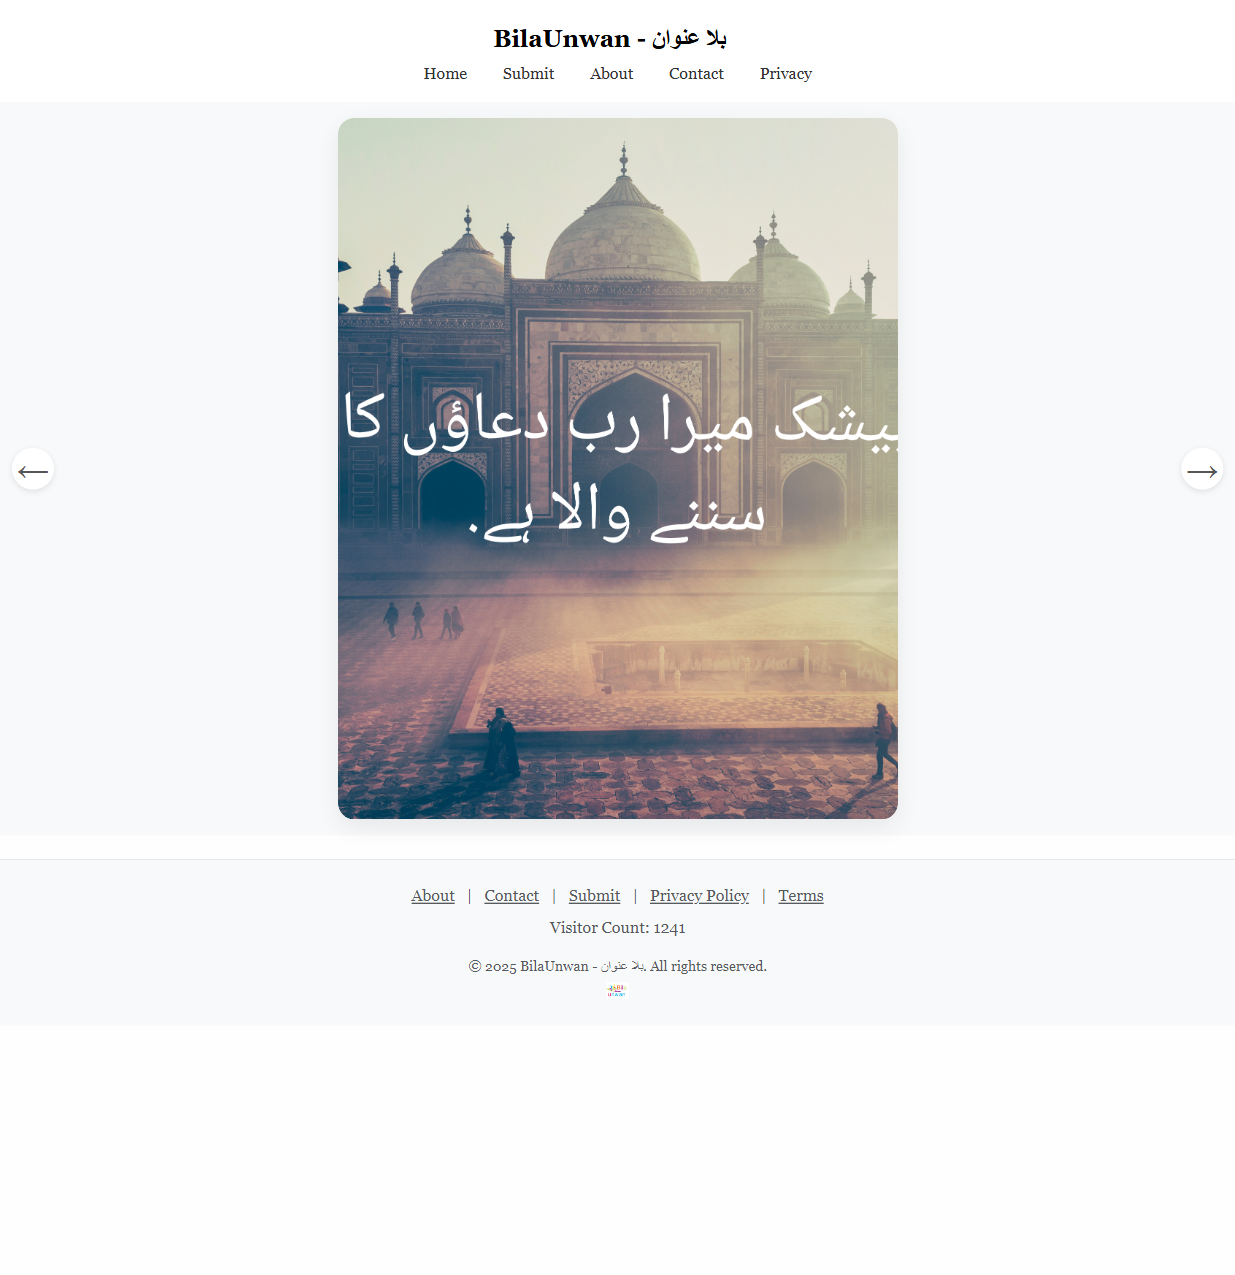 BilaUnwan - بلا عنوان
Home Submit About Contact Privacy
بیشک میرا رب دعاؤں کا
سننے والا ہے.
←
→
About | Contact | Submit | Privacy Policy | Terms
Visitor Count: 1241
© 2025 BilaUnwan - بلا عنوان. All rights reserved.